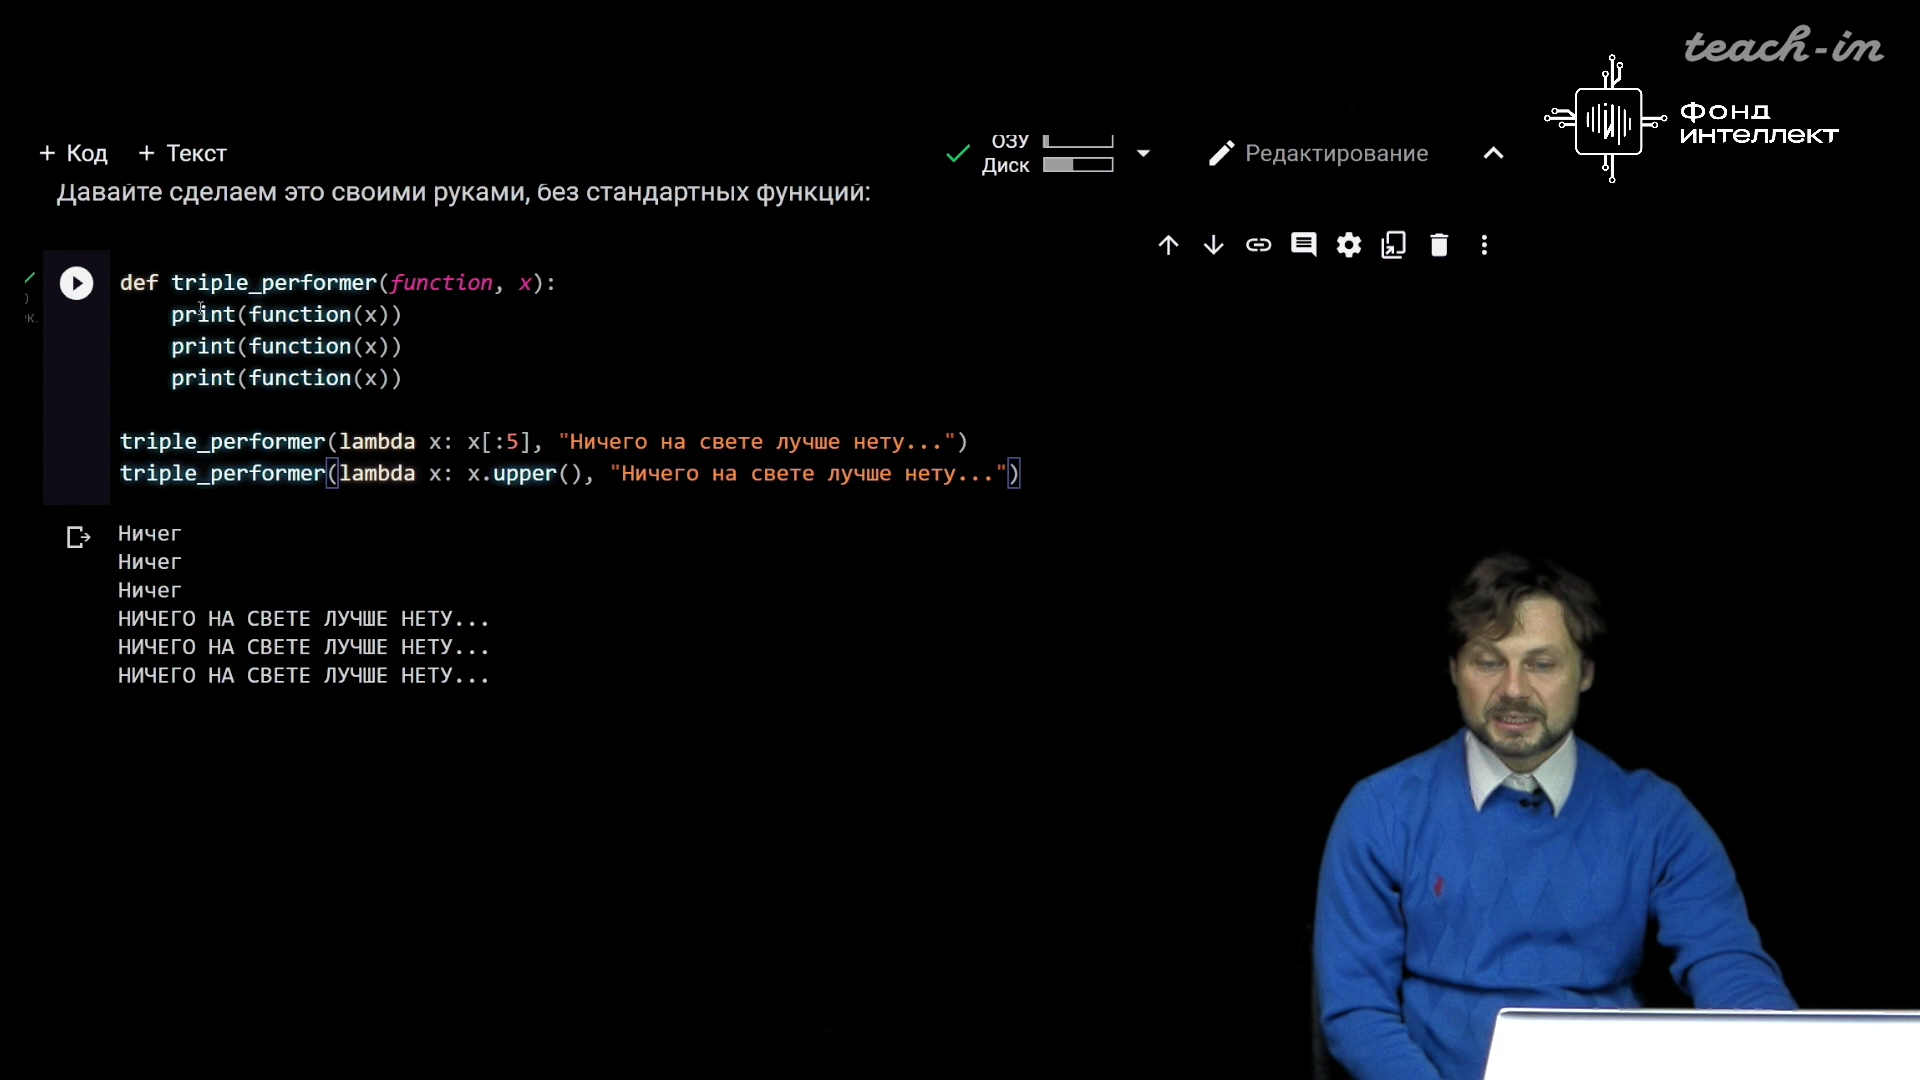 teach-in
ФОНД
ИНТЕЛЛЕКТ
+ Код + Текст
ОЗУ
Диск
Редактирование
Давайте сделаем это своими руками, без стандартных функций:
def triple_performer(function, x):
print(function(x))
print(function(x))
print(function(x))
triple_performer(lambda x: x[:5], "Ничего на свете лучше нету...")
triple_performer(lambda x: x.upper(), "Ничего на свете лучше нету...")
Ничег
Ничег
Ничег
НИЧЕГО НА СВЕТЕ ЛУЧШЕ НЕТУ...
НИЧЕГО НА СВЕТЕ ЛУЧШЕ НЕТУ...
НИЧЕГО НА СВЕТЕ ЛУЧШЕ НЕТУ...